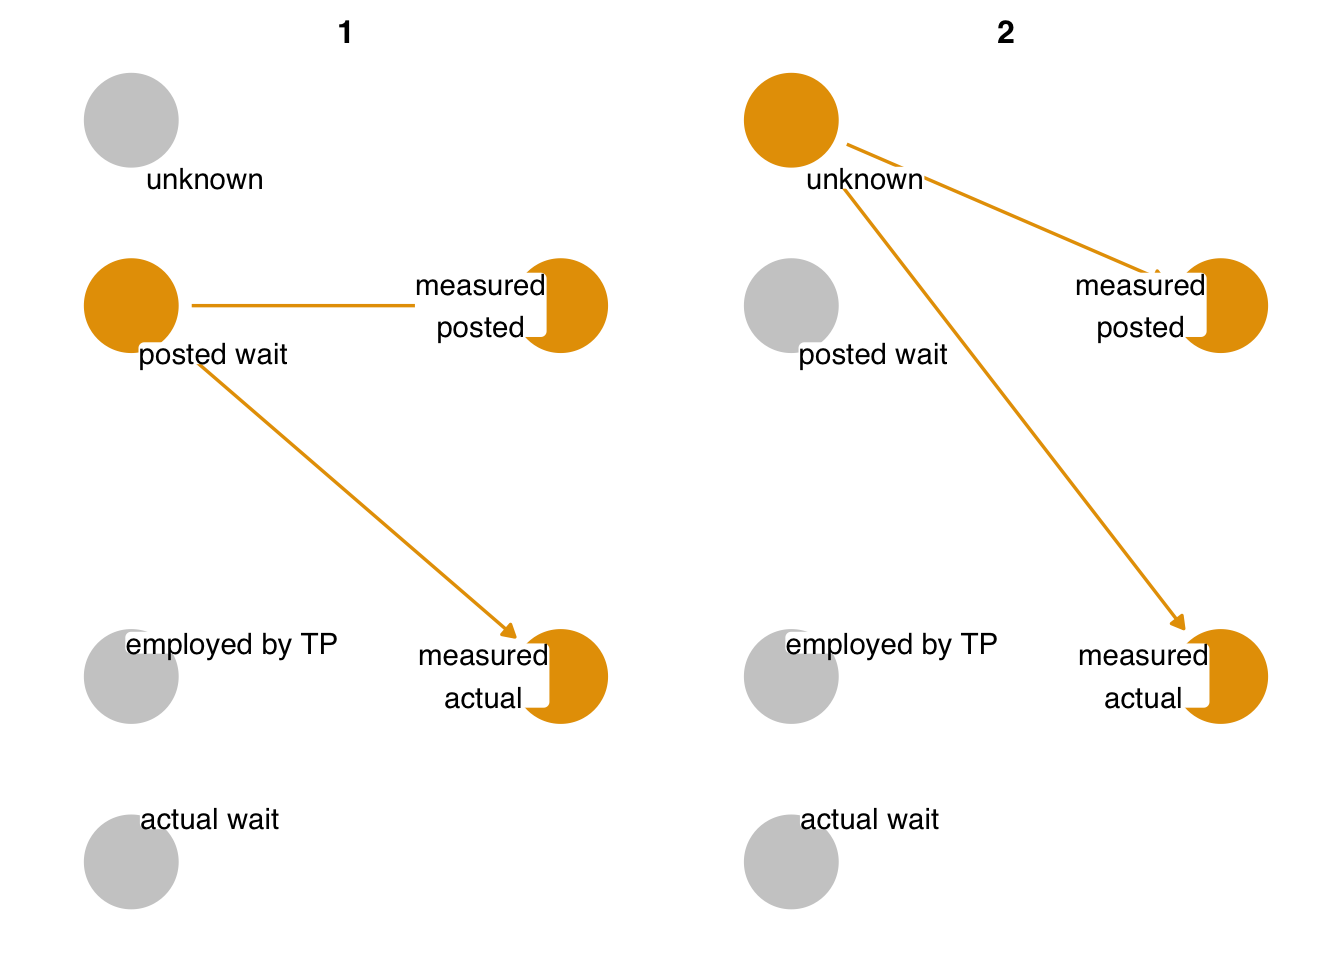 1
unknown
measured
posted
posted wait
employed by TP
measured
actual
actual wait
2
unknown
measured
posted
posted wait
employed by TP
measured
actual
actual wait